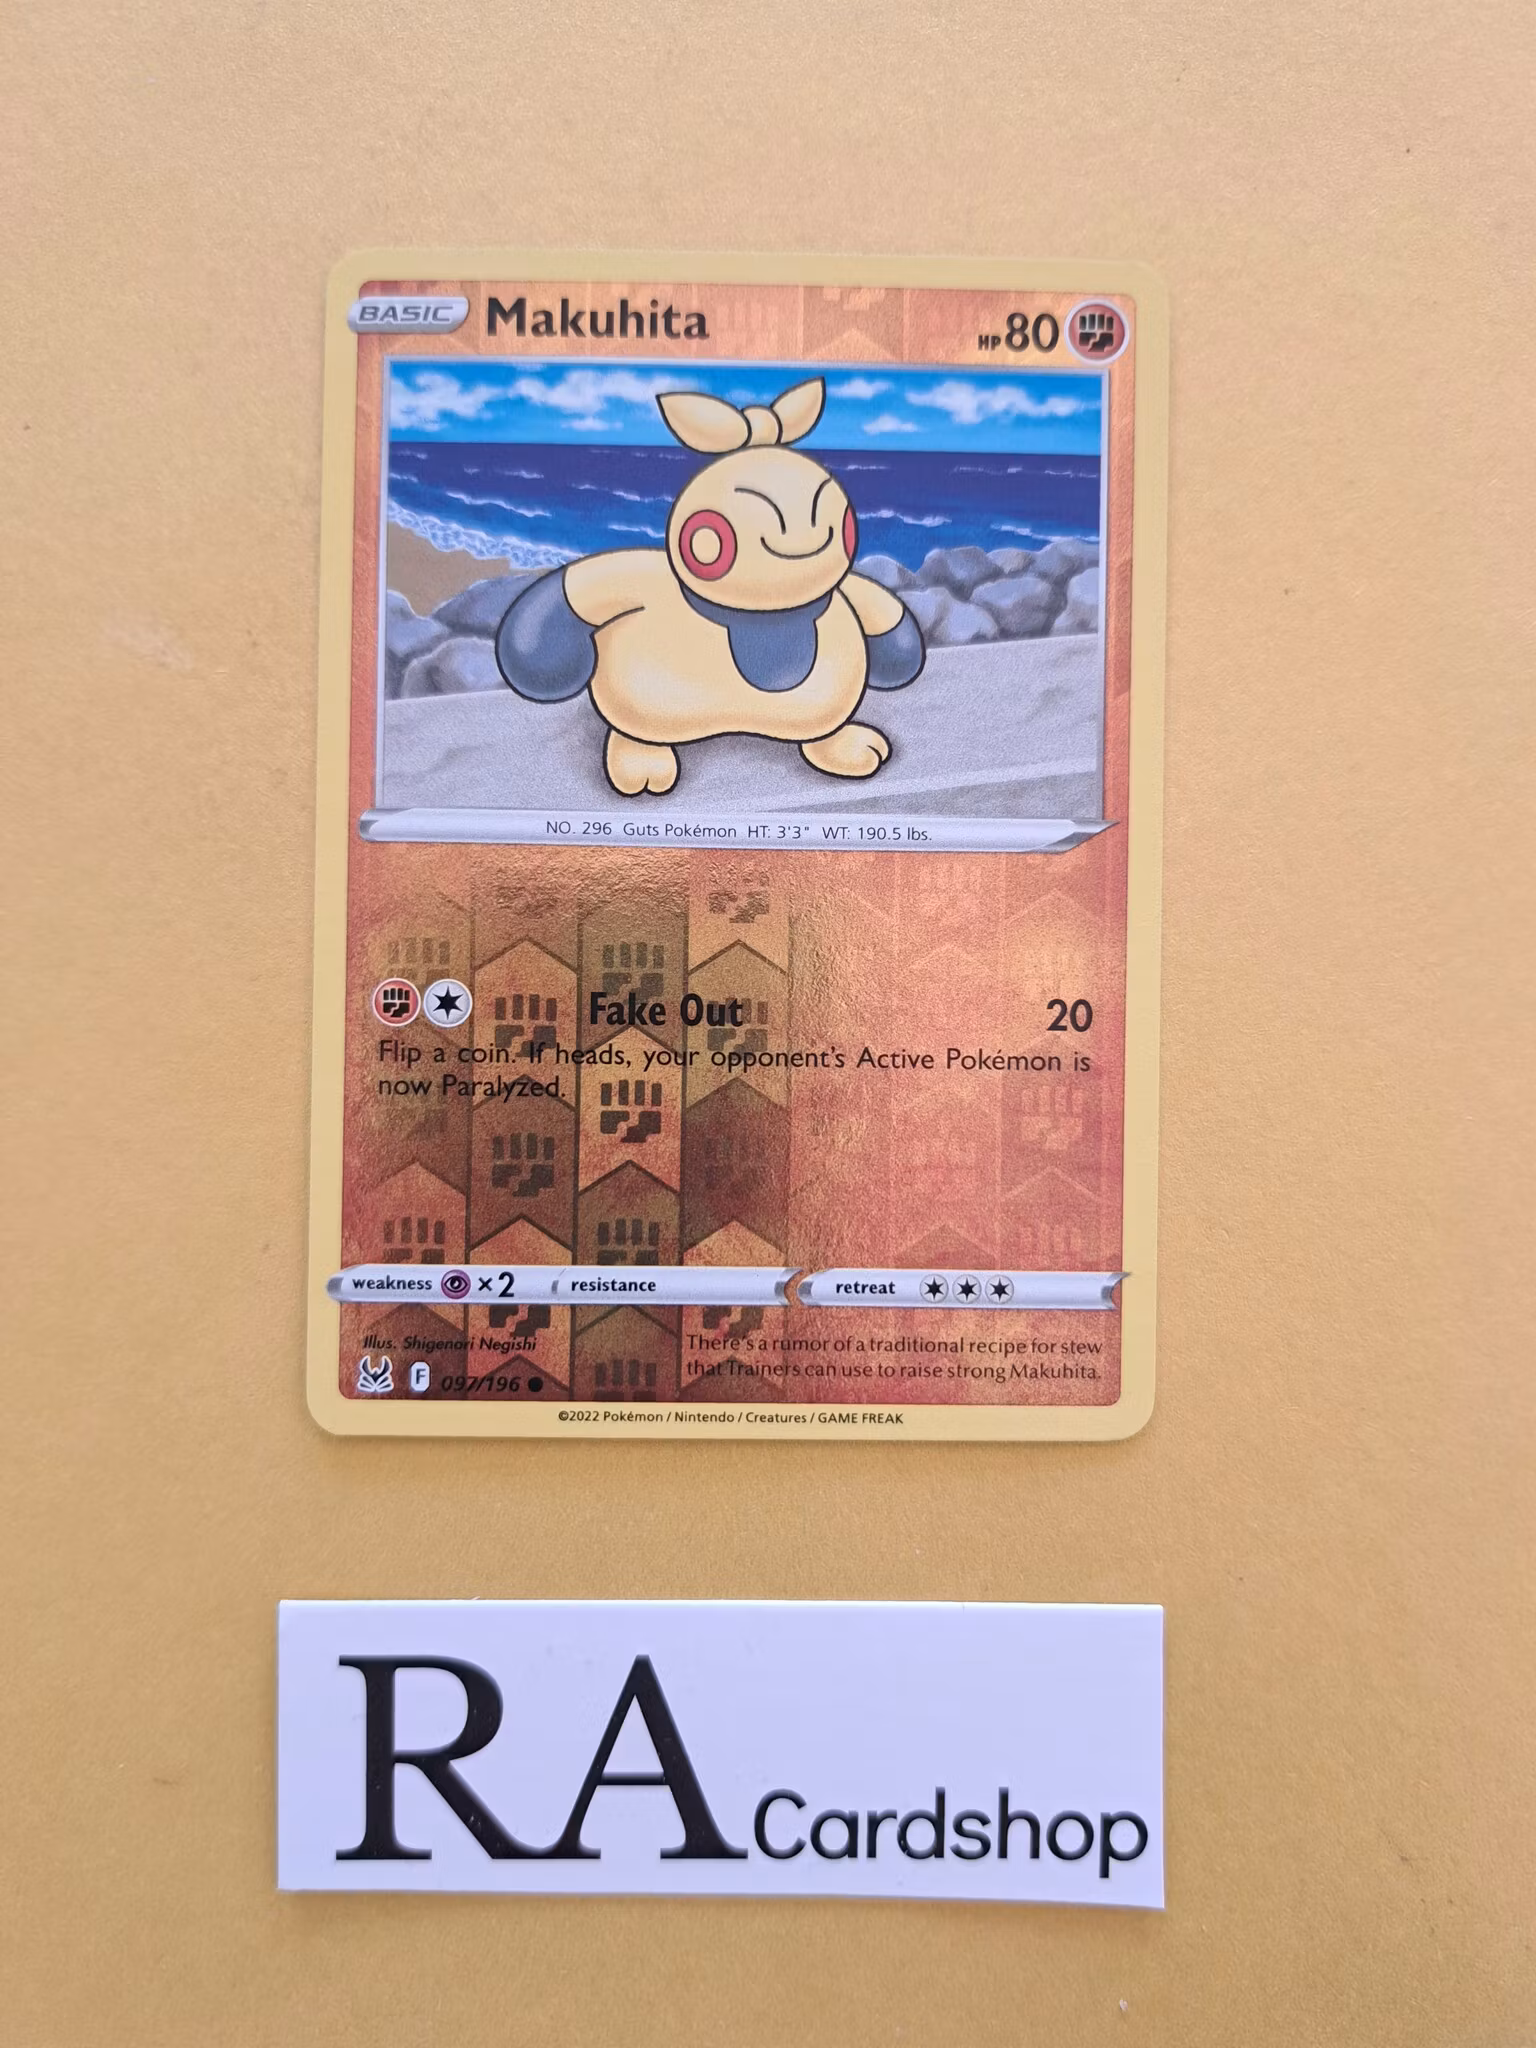 BASIC Makuhita HP 80
NO. 296 Guts Pokémon HT: 3'3" WT: 190.5 lbs.
Fake Out 20
Flip a coin. If heads, your opponent's Active Pokémon is
now Paralyzed.
weakness ×2 resistance retreat
Illus. Shigenori Negishi
F 097/196
There's a rumor of a traditional recipe for stew
that Trainers can use to raise strong Makuhita.
©2022 Pokémon / Nintendo / Creatures / GAME FREAK
RA Cardshop